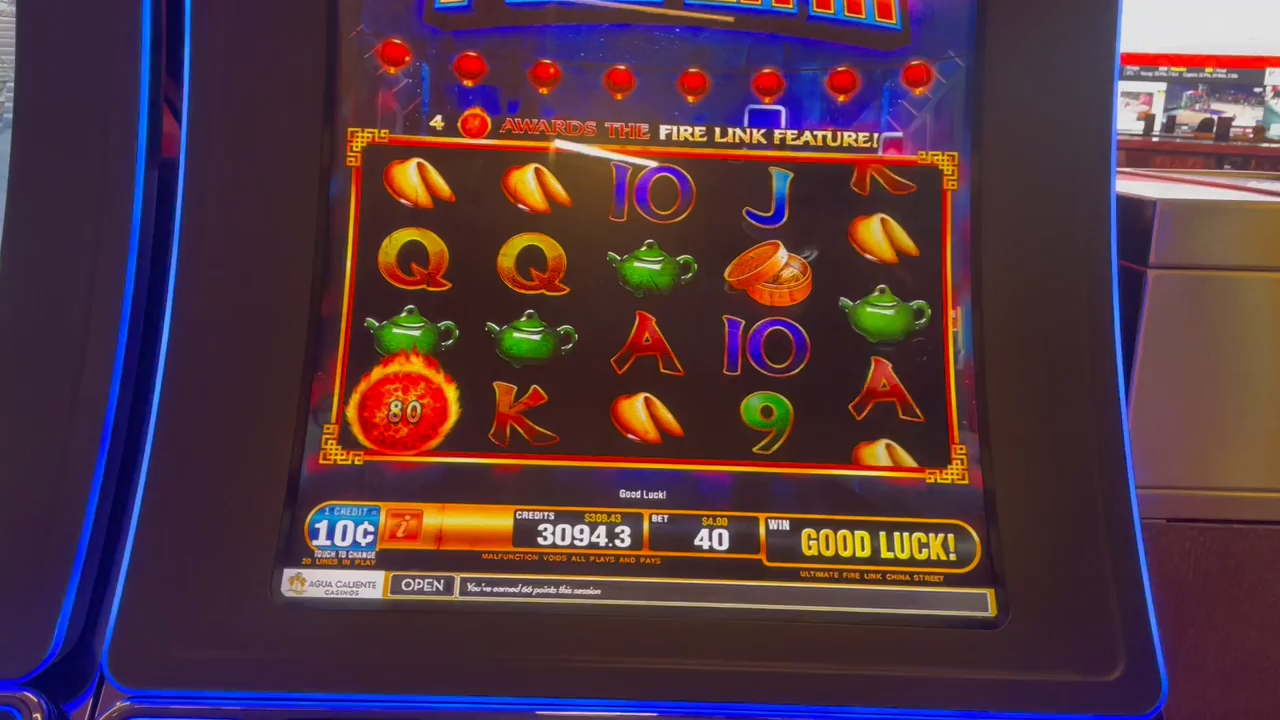 4 AWARDS THE FIRE LINK FEATURE!
10 J K
Q Q
A 10
80 K 9 A
Good Luck!
1 CREDIT =
10¢
TOUCH TO CHANGE
20 LINES IN PLAY
i
CREDITS $309.43
3094.3
BET $4.00
40
WIN GOOD LUCK!
MALFUNCTION VOIDS ALL PLAYS AND PAYS
ULTIMATE FIRE LINK CHINA STREET
AGUA CALIENTE
CASINOS
OPEN
You've earned 66 points this session